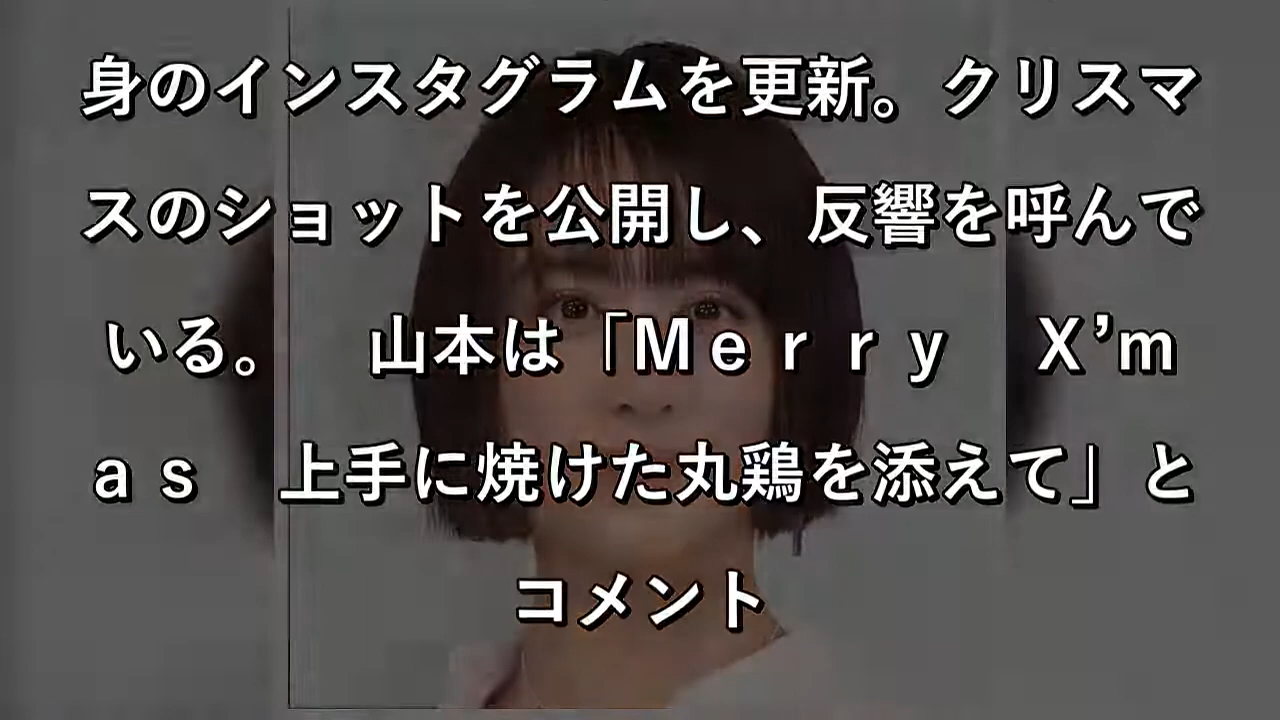 身のインスタグラムを更新。クリスマ
スのショットを公開し、反響を呼んで
いる。　山本は「Ｍｅｒｒｙ　Ｘ’ｍ
ａｓ　上手に焼けた丸鶏を添えて」と
コメント